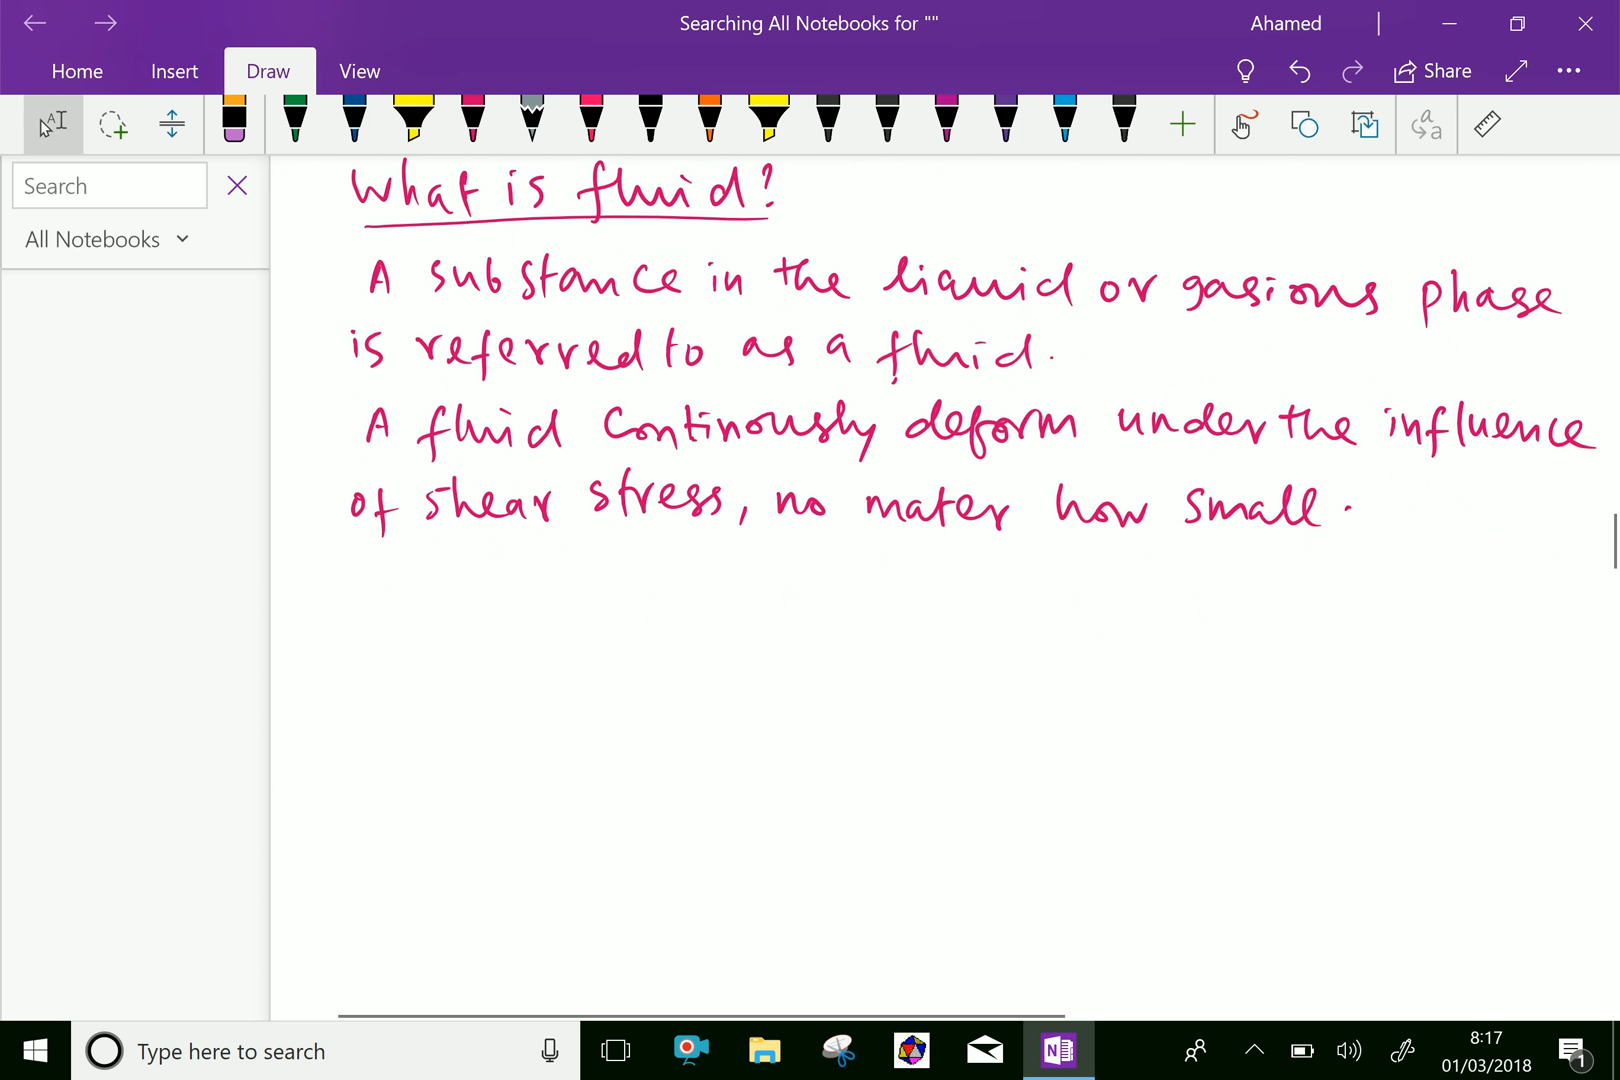 Searching All Notebooks for ""
Ahamed
Home Insert Draw View
Share
Search
All Notebooks
What is fluid?
A substance in the liquid or gasious phase
is referred to as a fluid.
A fluid continously deform under the influence
of shear stress, no mater how small.
Type here to search
8:17
01/03/2018
1